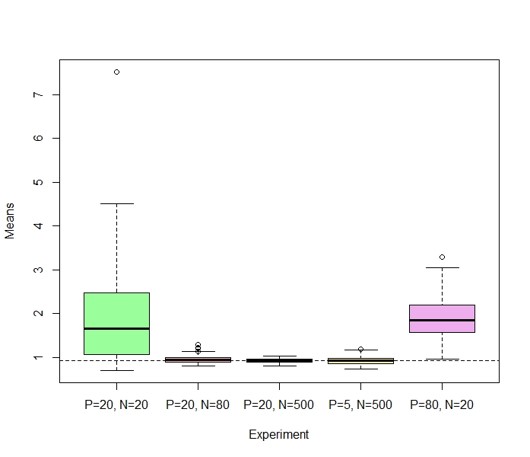 Means
7
6
5
4
3
2
1
P=20, N=20 P=20, N=80 P=20, N=500 P=5, N=500 P=80, N=20
Experiment